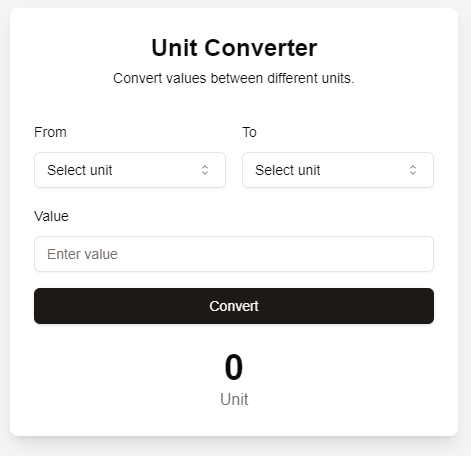 Unit Converter
Convert values between different units.
From
To
Select unit
Select unit
Value
Enter value
Convert
0
Unit